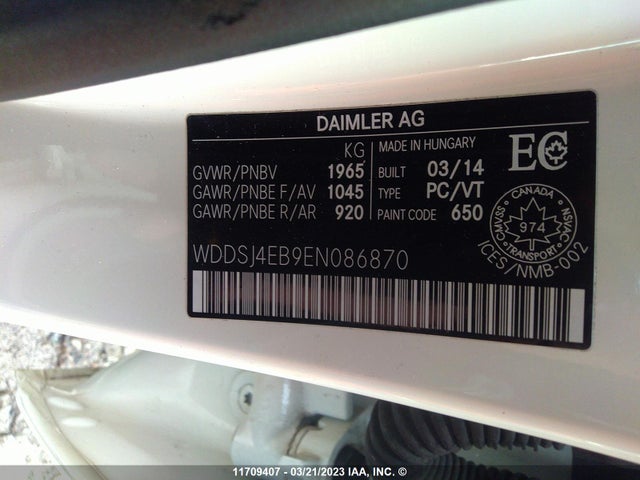 DAIMLER AG
KG
GVWR/PNBV 1965
GAWR/PNBE F/AV 1045
GAWR/PNBE R/AR 920
MADE IN HUNGARY
BUILT 03/14
TYPE PC/VT
PAINT CODE 650
EC
CANADA
CMVSS 974 NSVAC
TRANSPORT
ICES/NMB-002
WDDSJ4EB9EN086870
11709407 - 03/21/2023 IAA, INC. ©